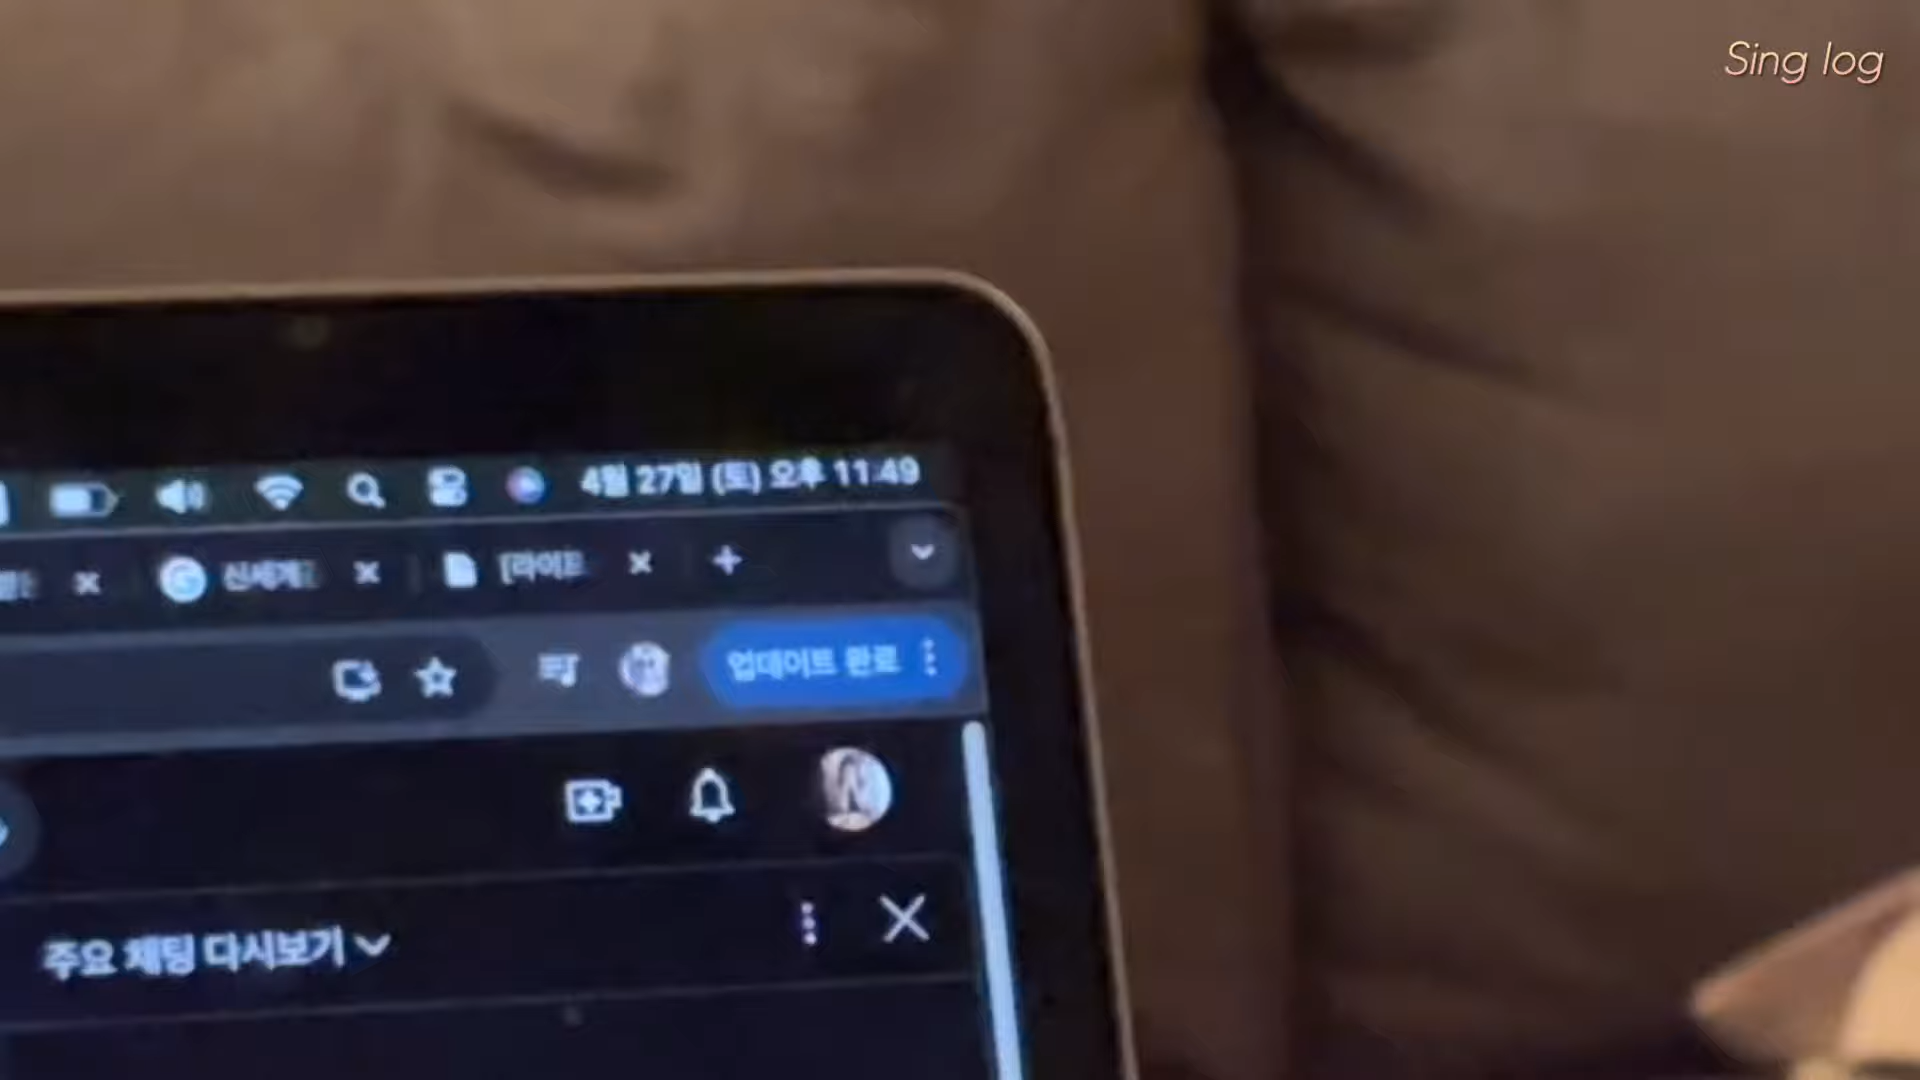 Sing log
4월 27일 (토) 오후 11:49
신세계
[라이프
업데이트 완료
주요 채팅 다시보기